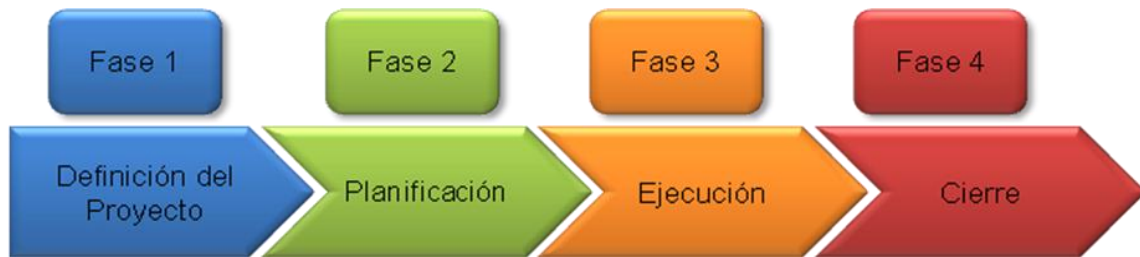 Fase 1
Fase 2
Fase 3
Fase 4
Definición del
Proyecto
Planificación
Ejecución
Cierre